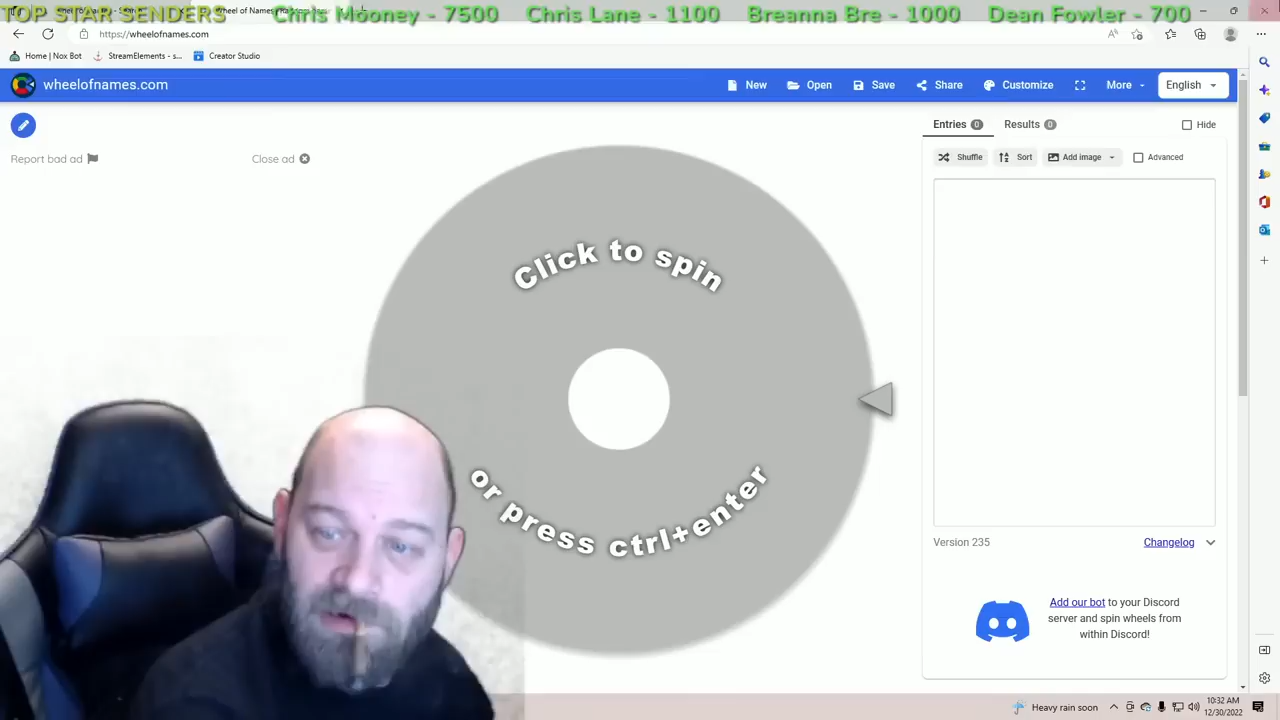 TOP STAR SENDERS Chris Mooney - 7500 Chris Lane - 1100 Breanna Bre - 1000 Dean Fowler - 700
https://wheelofnames.com
Home | Nox Bot StreamElements - s... Creator Studio
wheelofnames.com New Open Save Share Customize More English
Entries 0 Results 0 Hide
Report bad ad Close ad
Shuffle Sort Add image Advanced
Click to spin
or press ctrl+enter
Version 235 Changelog
Add our bot to your Discord
server and spin wheels from
within Discord!
Heavy rain soon 10:32 AM
12/30/2022